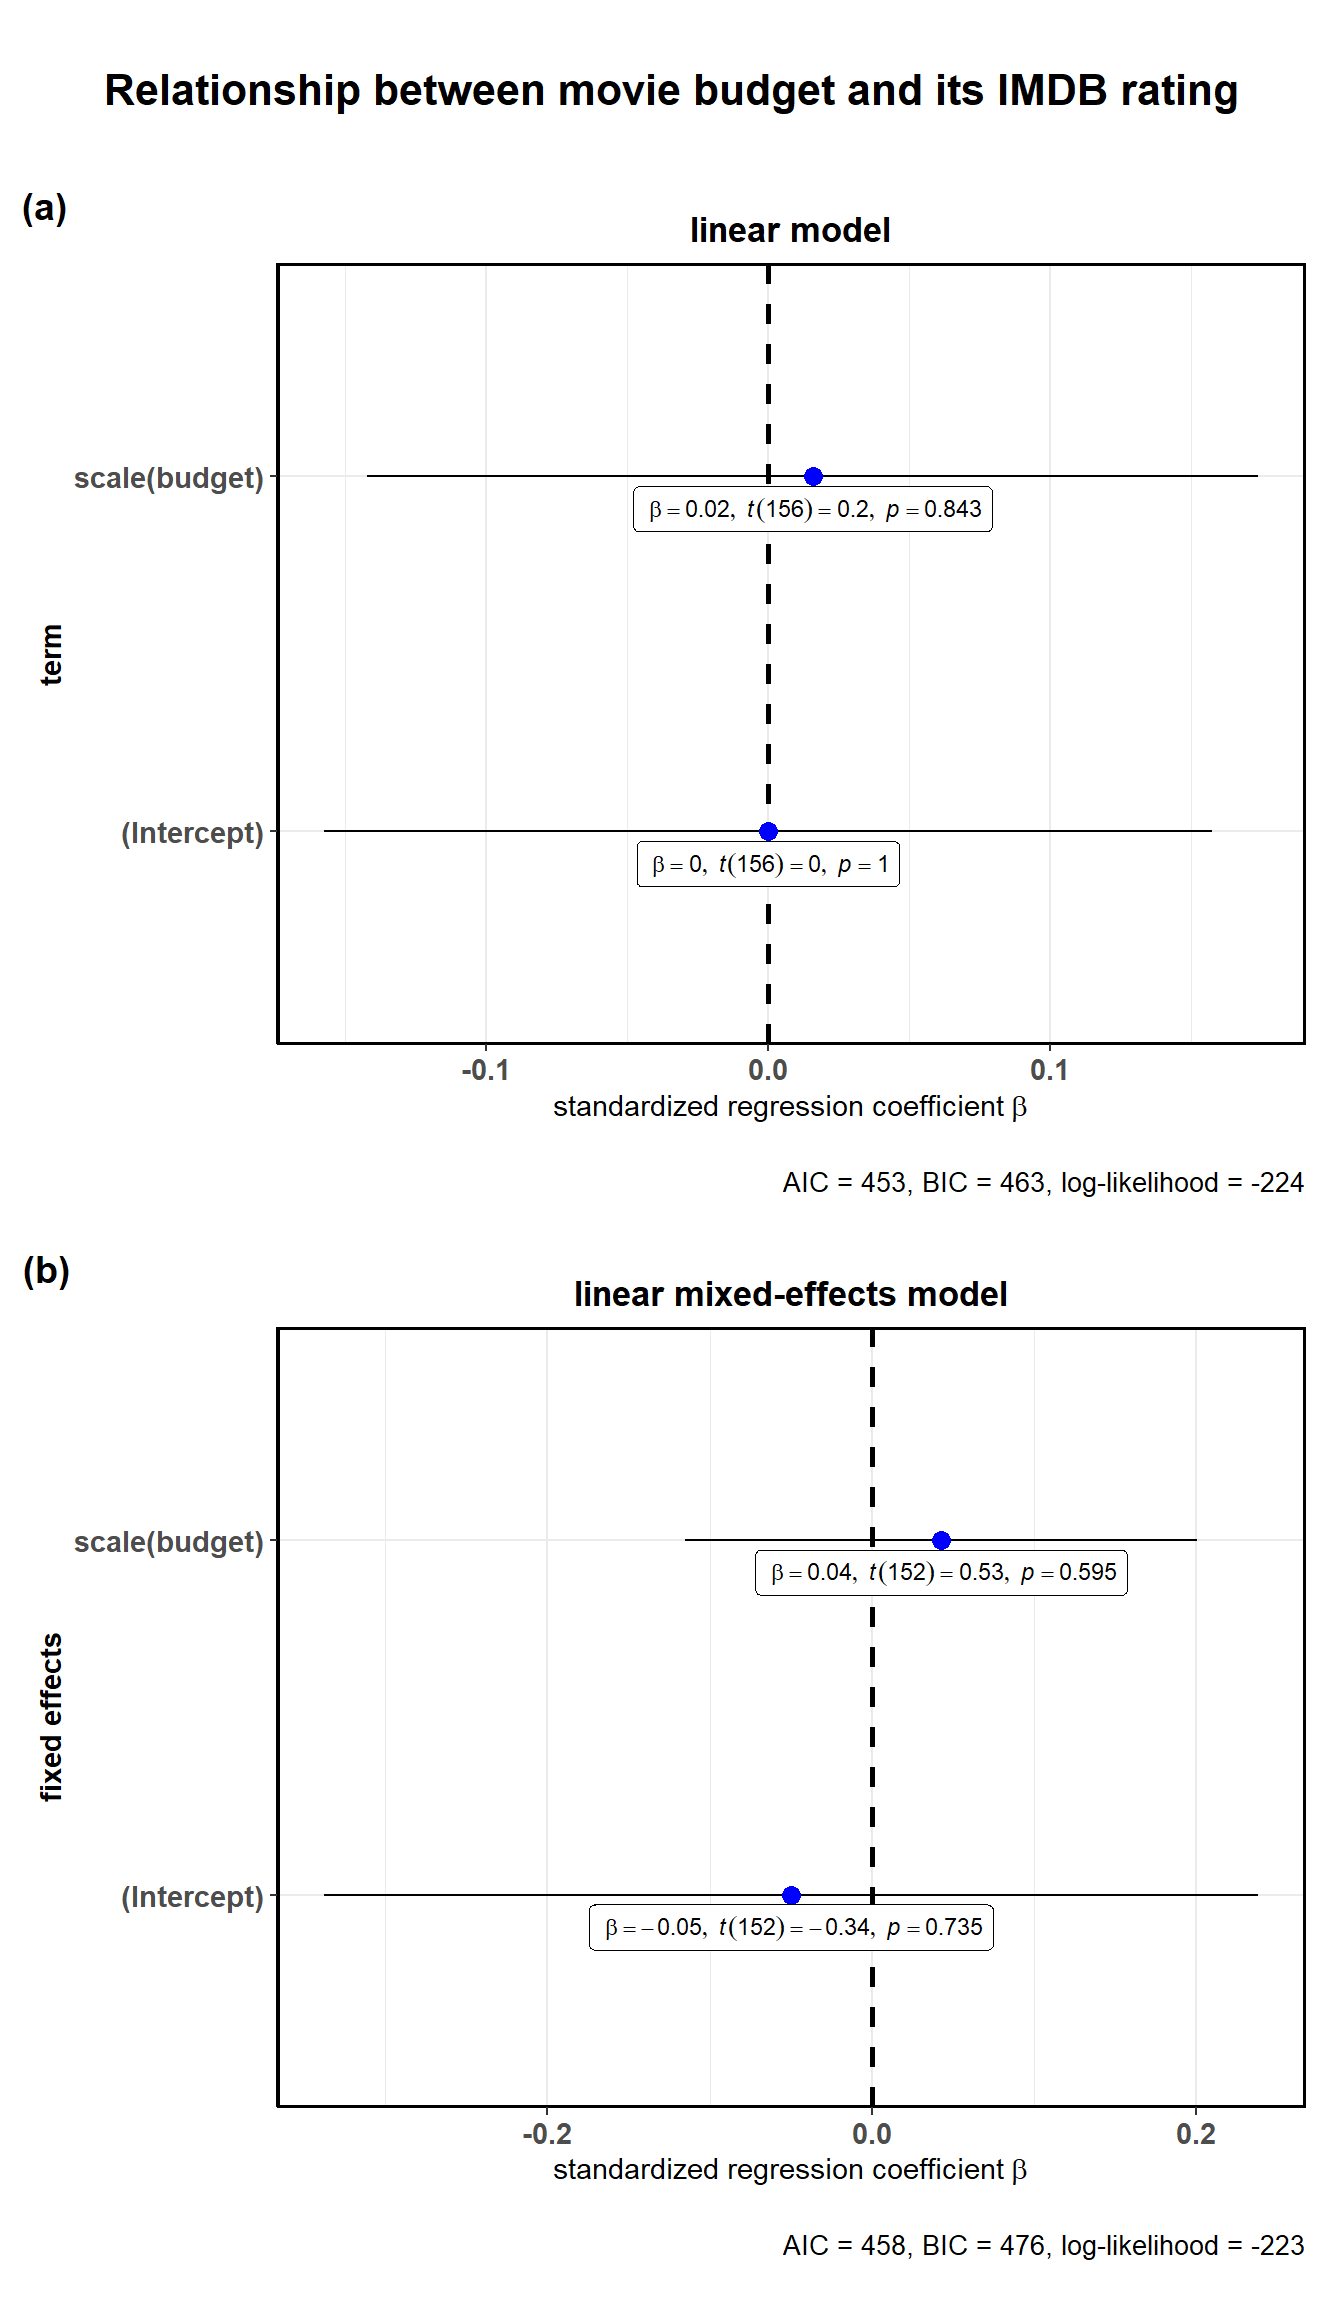 Relationship between movie budget and its IMDB rating
(a)
linear model
scale(budget)
β = 0.02, t(156) = 0.2, p = 0.843
term
(Intercept)
β = 0, t(156) = 0, p = 1
-0.1 0.0 0.1
standardized regression coefficient β
AIC = 453, BIC = 463, log-likelihood = -224
(b)
linear mixed-effects model
scale(budget)
β = −0.04, t(152) = 0.53, p = 0.595
fixed effects
(Intercept)
β = −0.05, t(152) = −0.34, p = 0.735
-0.2 0.0 0.2
standardized regression coefficient β
AIC = 458, BIC = 476, log-likelihood = -223